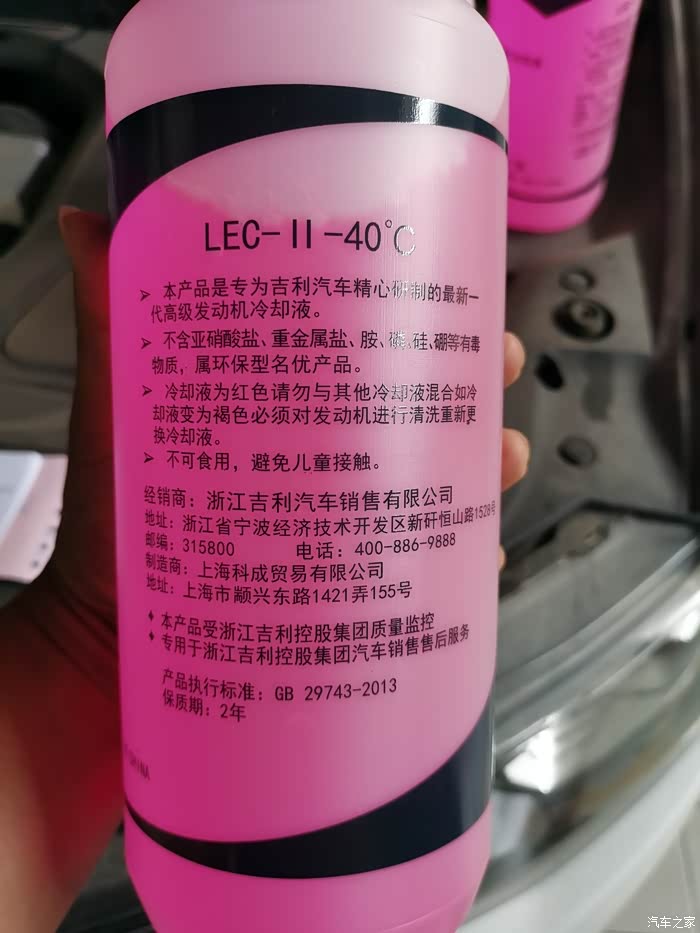 LEC-II-40℃
➢ 本产品是专为吉利汽车精心研制的最新一
代高级发动机冷却液。
➢ 不含亚硝酸盐、重金属盐、胺、磷、硅、硼等有毒
物质，属环保型名优产品。
➢ 冷却液为红色请勿与其他冷却液混合如冷
却液变为褐色必须对发动机进行清洗重新更
换冷却液。
➢ 不可食用，避免儿童接触。
经销商：浙江吉利汽车销售有限公司
地址：浙江省宁波经济技术开发区新矸恒山路1528号
邮编：315800 电话：400-886-9888
制造商：上海科成贸易有限公司
地址：上海市颛兴东路1421弄155号
♦ 本产品受浙江吉利控股集团质量监控
♦ 专用于浙江吉利控股集团汽车销售售后服务
产品执行标准：GB 29743-2013
保质期：2年
CHINA
汽车之家